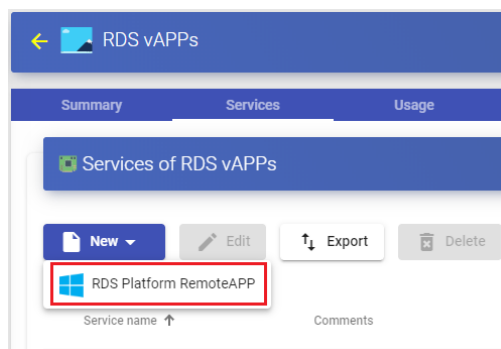 RDS vAPPs
Summary Services Usage
Services of RDS vAPPs
New Edit Export Delete
RDS Platform RemoteAPP
Service name Comments